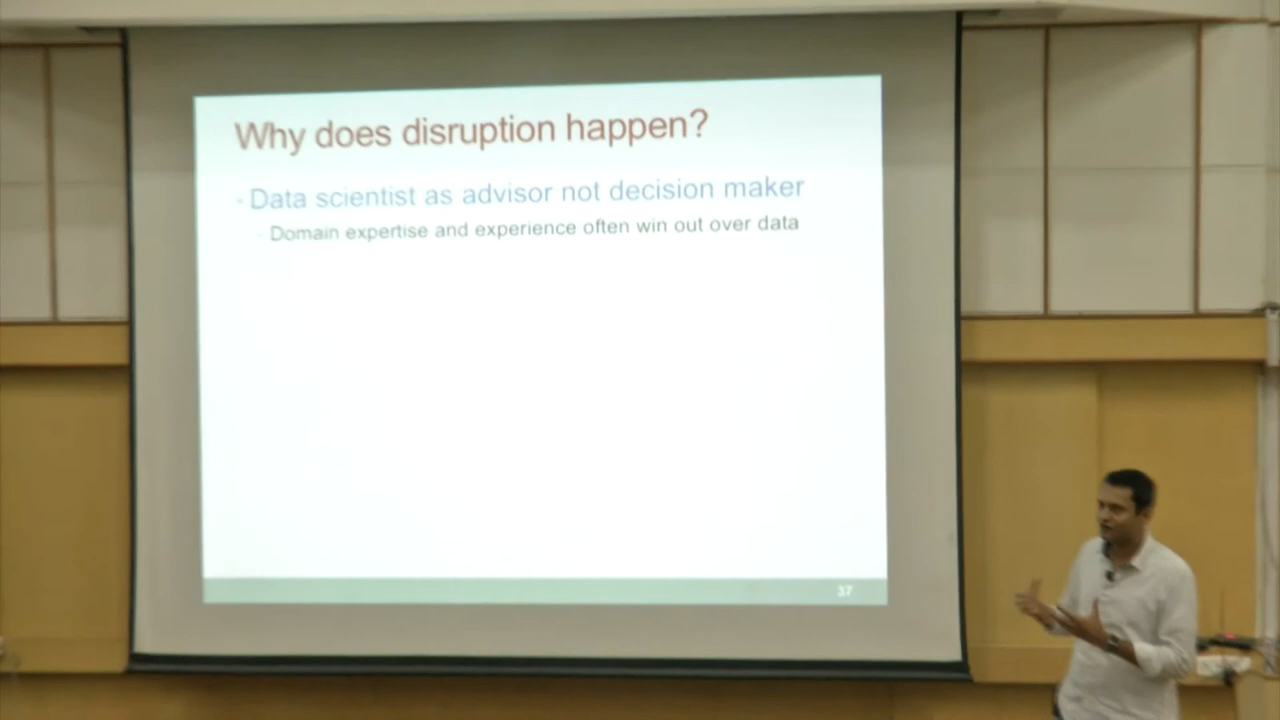 Why does disruption happen?
Data scientist as advisor not decision maker
Domain expertise and experience often win out over data
37